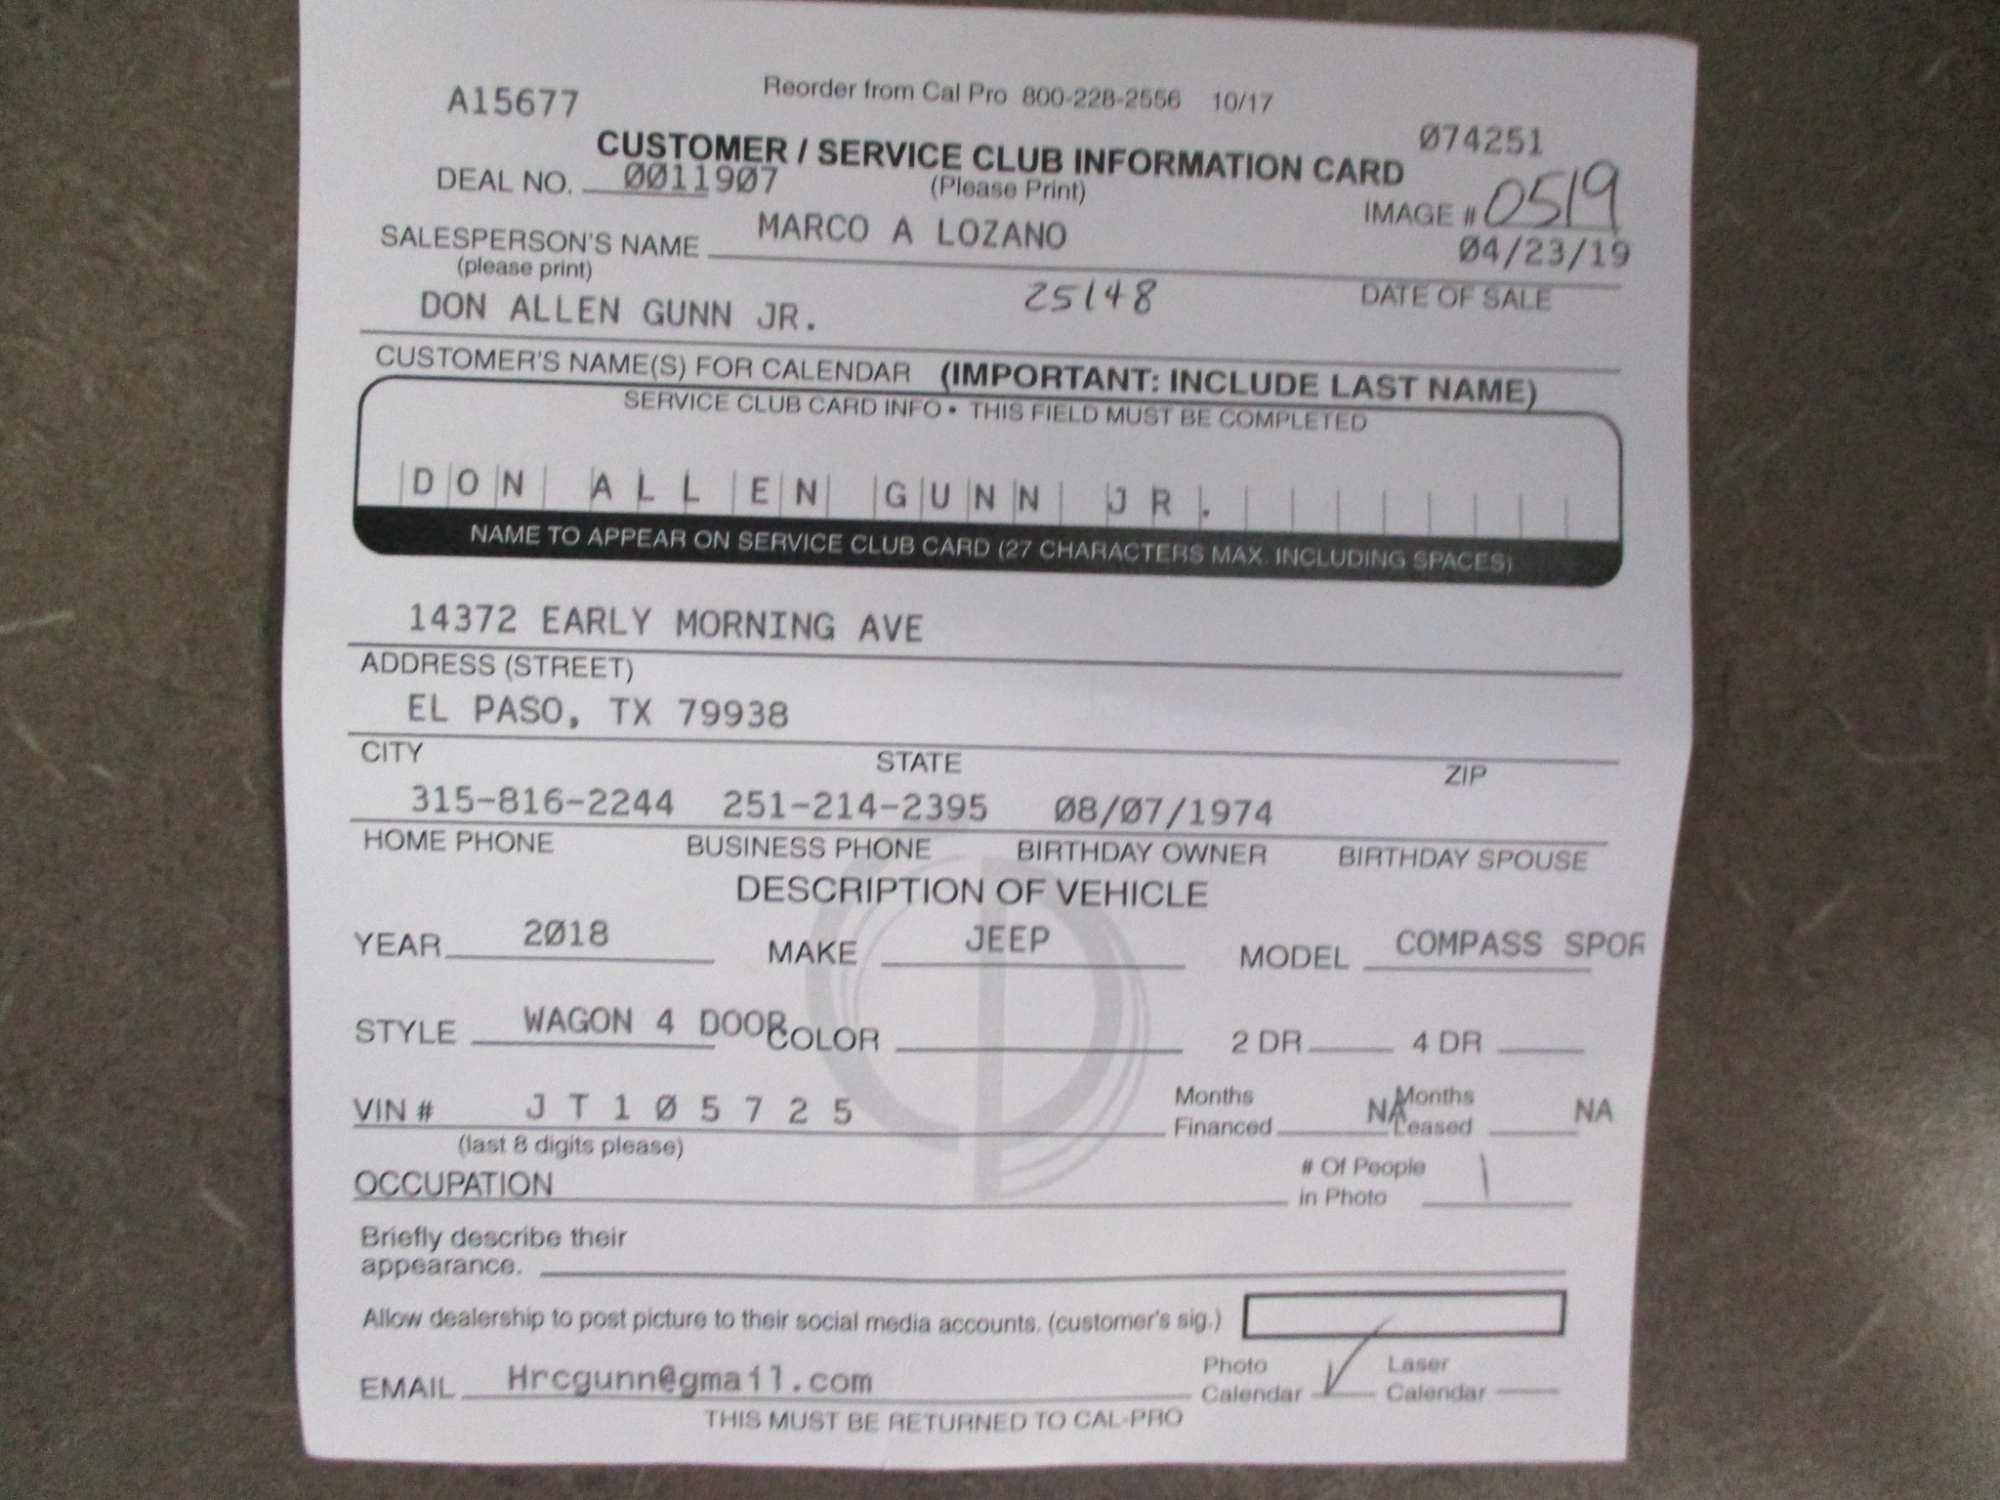 Reorder from Cal Pro 800-228-2556 10/17
A15677
074251
CUSTOMER / SERVICE CLUB INFORMATION CARD
DEAL NO. 0011907 (Please Print) IMAGE # 0519
SALESPERSON'S NAME MARCO A LOZANO 04/23/19
(please print) DATE OF SALE
DON ALLEN GUNN JR. 25148
CUSTOMER'S NAME(S) FOR CALENDAR (IMPORTANT: INCLUDE LAST NAME)
SERVICE CLUB CARD INFO • THIS FIELD MUST BE COMPLETED
DON ALLEN GUNN JR.
NAME TO APPEAR ON SERVICE CLUB CARD (27 CHARACTERS MAX. INCLUDING SPACES)
14372 EARLY MORNING AVE
ADDRESS (STREET)
EL PASO, TX 79938
CITY STATE ZIP
315-816-2244 251-214-2395 08/07/1974
HOME PHONE BUSINESS PHONE BIRTHDAY OWNER BIRTHDAY SPOUSE
DESCRIPTION OF VEHICLE
YEAR 2018 MAKE JEEP MODEL COMPASS SPOR
STYLE WAGON 4 DOOR COLOR 2 DR 4 DR
VIN # JT105725 Months Financed NA Months Leased NA
(last 8 digits please)
OCCUPATION # Of People in Photo 1
Briefly describe their
appearance.
Allow dealership to post picture to their social media accounts. (customer's sig.)
EMAIL Hrcgunn@gmail.com Photo Calendar ✓ Laser Calendar
THIS MUST BE RETURNED TO CAL-PRO